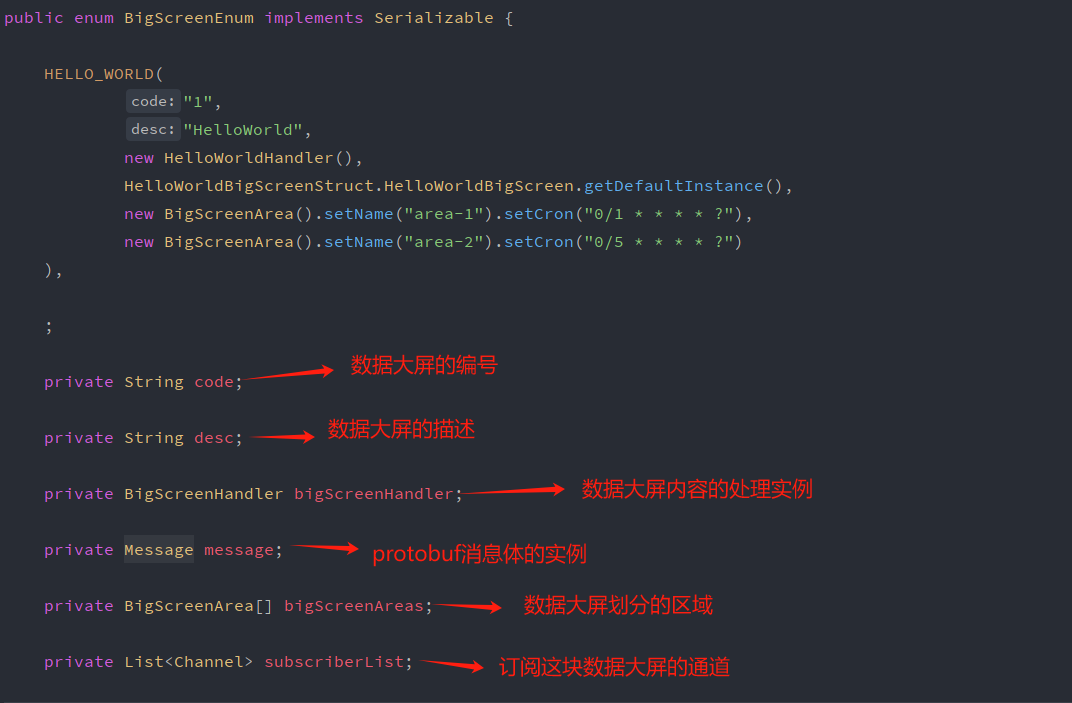 public enum BigScreenEnum implements Serializable {
HELLO_WORLD(
code: "1",
desc: "HelloWorld",
new HelloWorldHandler(),
HelloWorldBigScreenStruct.HelloWorldBigScreen.getDefaultInstance(),
new BigScreenArea().setName("area-1").setCron("0/1 * * * * ?"),
new BigScreenArea().setName("area-2").setCron("0/5 * * * * ?")
),
;
private String code; 数据大屏的编号
private String desc; 数据大屏的描述
private BigScreenHandler bigScreenHandler; 数据大屏内容的处理实例
private Message message; protobuf消息体的实例
private BigScreenArea[] bigScreenAreas; 数据大屏划分的区域
private List<Channel> subscriberList; 订阅这块数据大屏的通道